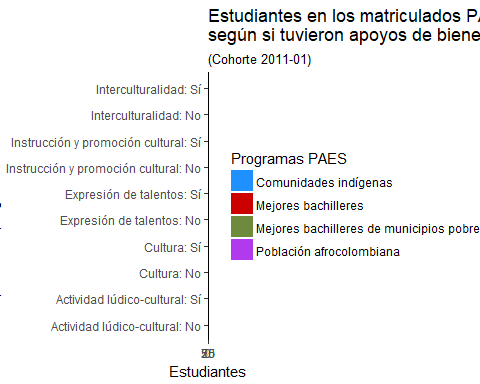 Estudiantes en los matriculados PA
según si tuvieron apoyos de biene
(Cohorte 2011-01)
Interculturalidad: Sí
Interculturalidad: No
Instrucción y promoción cultural: Sí
Instrucción y promoción cultural: No
Expresión de talentos: Sí
Expresión de talentos: No
Cultura: Sí
Cultura: No
Actividad lúdico-cultural: Sí
Actividad lúdico-cultural: No
Programas PAES
Comunidades indígenas
Mejores bachilleres
Mejores bachilleres de municipios pobre
Población afrocolombiana
Estudiantes